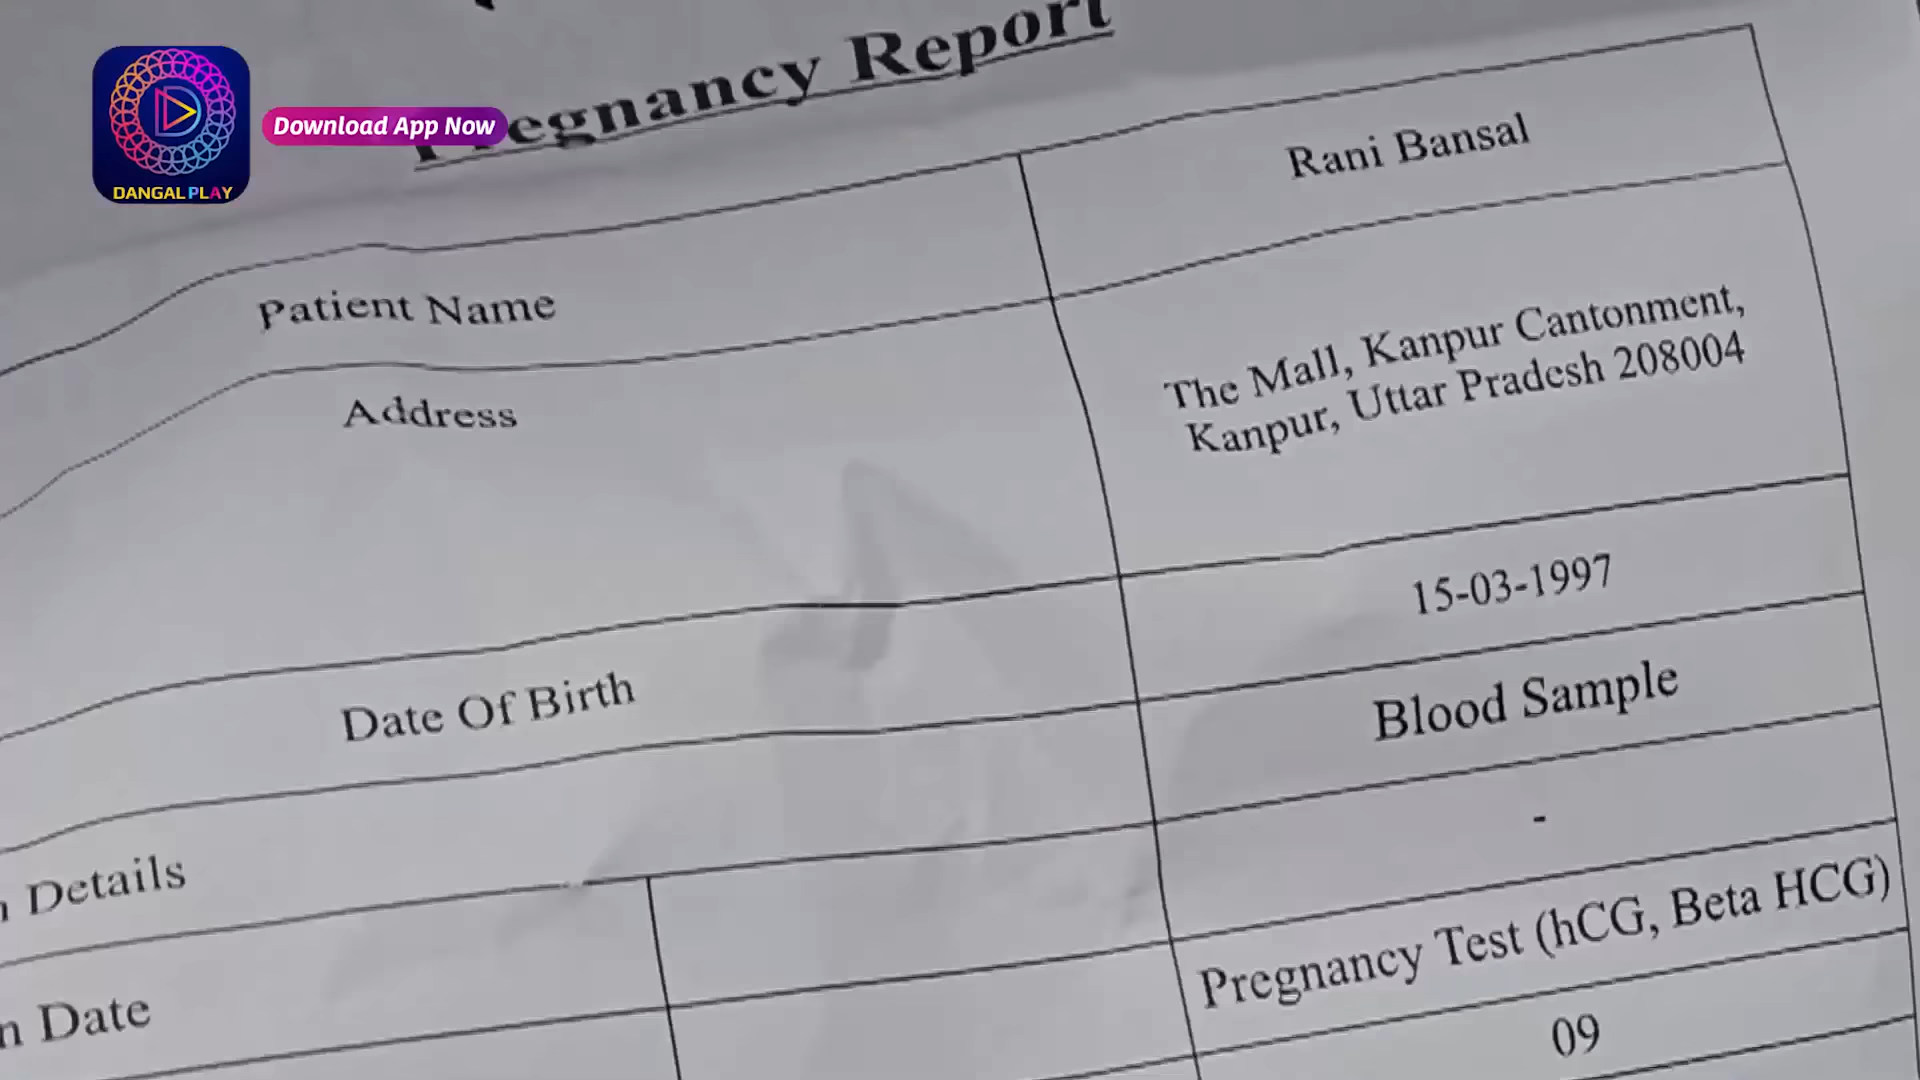 Pregnancy Report
DANGAL PLAY
Download App Now
Patient Name
Rani Bansal
Address
The Mall, Kanpur Cantonment,
Kanpur, Uttar Pradesh 208004
Date Of Birth
15-03-1997
Details
Blood Sample
Date
-
Pregnancy Test (hCG, Beta HCG)
09